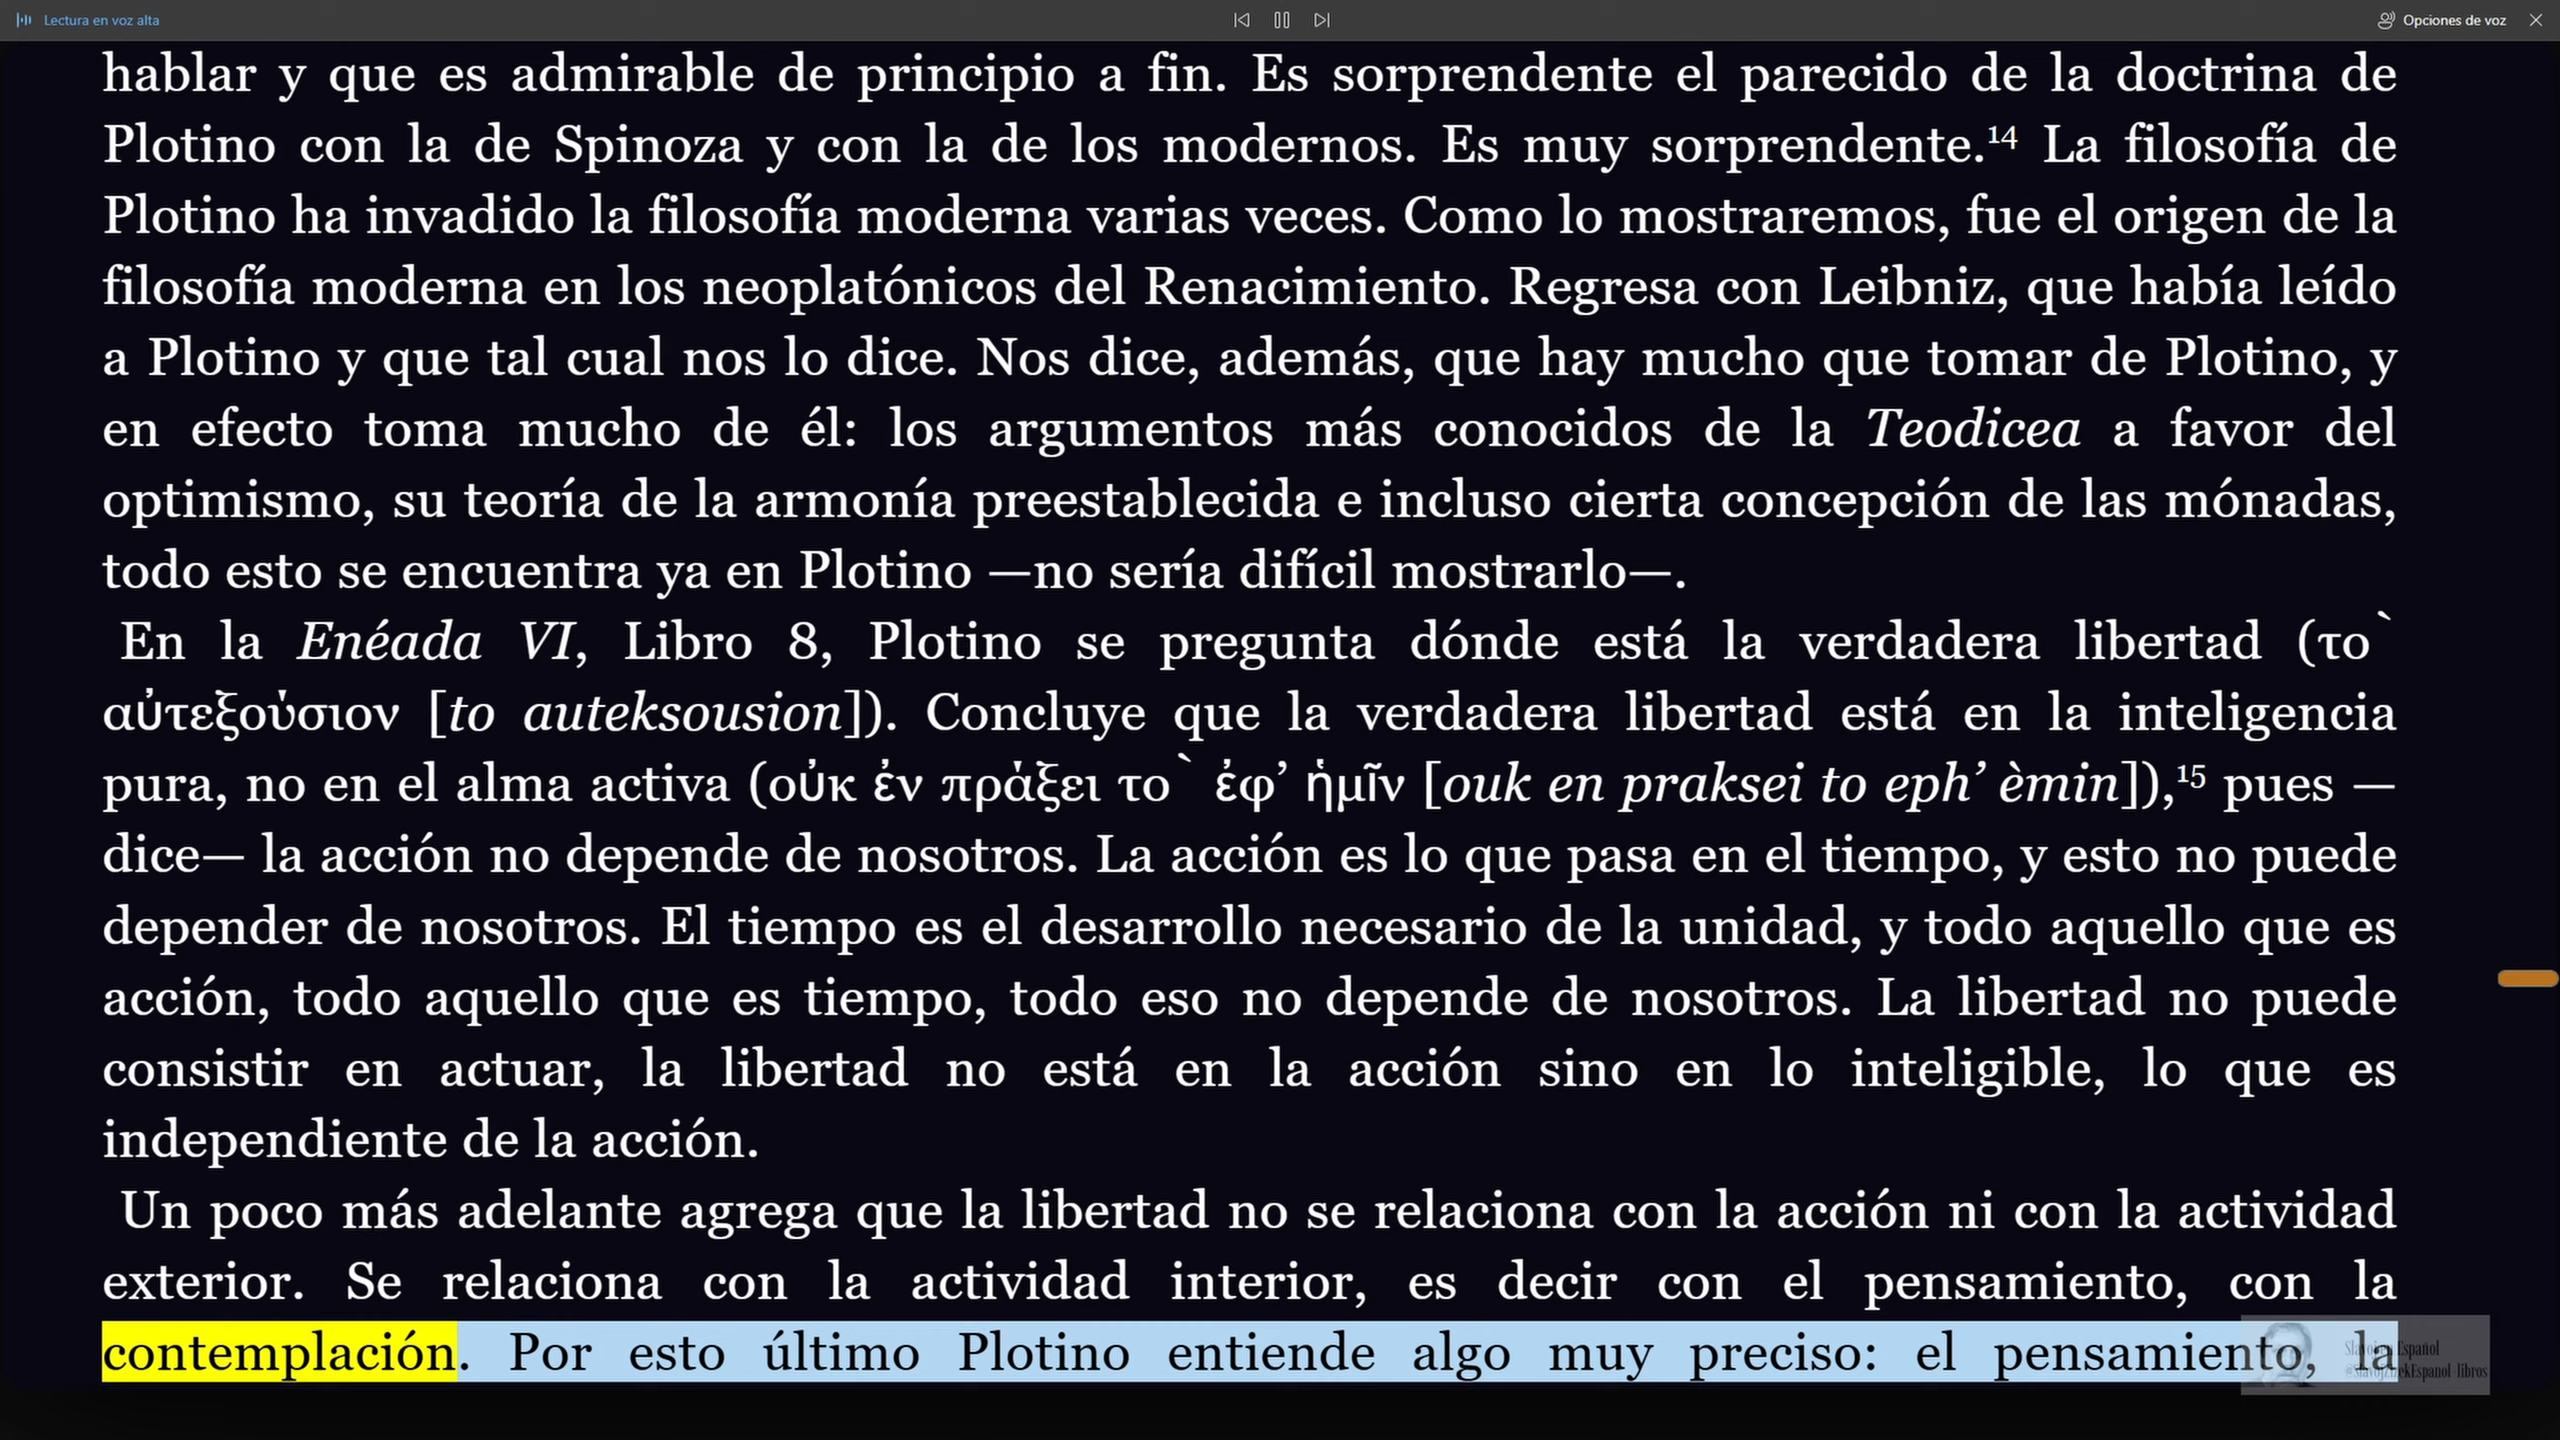 Lectura en voz alta
Opciones de voz
hablar y que es admirable de principio a fin. Es sorprendente el parecido de la doctrina de
Plotino con la de Spinoza y con la de los modernos. Es muy sorprendente.¹⁴ La filosofía de
Plotino ha invadido la filosofía moderna varias veces. Como lo mostraremos, fue el origen de la
filosofía moderna en los neoplatónicos del Renacimiento. Regresa con Leibniz, que había leído
a Plotino y que tal cual nos lo dice. Nos dice, además, que hay mucho que tomar de Plotino, y
en efecto toma mucho de él: los argumentos más conocidos de la Teodicea a favor del
optimismo, su teoría de la armonía preestablecida e incluso cierta concepción de las mónadas,
todo esto se encuentra ya en Plotino —no sería difícil mostrarlo—.
En la Enéada VI, Libro 8, Plotino se pregunta dónde está la verdadera libertad (το`
αὐτεξούσιον [to auteksousion]). Concluye que la verdadera libertad está en la inteligencia
pura, no en el alma activa (οὐκ ἐν πράξει το` ἐφ’ ἡμῖν [ouk en praksei to eph’ èmin]),¹⁵ pues —
dice— la acción no depende de nosotros. La acción es lo que pasa en el tiempo, y esto no puede
depender de nosotros. El tiempo es el desarrollo necesario de la unidad, y todo aquello que es
acción, todo aquello que es tiempo, todo eso no depende de nosotros. La libertad no puede
consistir en actuar, la libertad no está en la acción sino en lo inteligible, lo que es
independiente de la acción.
Un poco más adelante agrega que la libertad no se relaciona con la acción ni con la actividad
exterior. Se relaciona con la actividad interior, es decir con el pensamiento, con la
contemplación. Por esto último Plotino entiende algo muy preciso: el pensamiento, la
Español